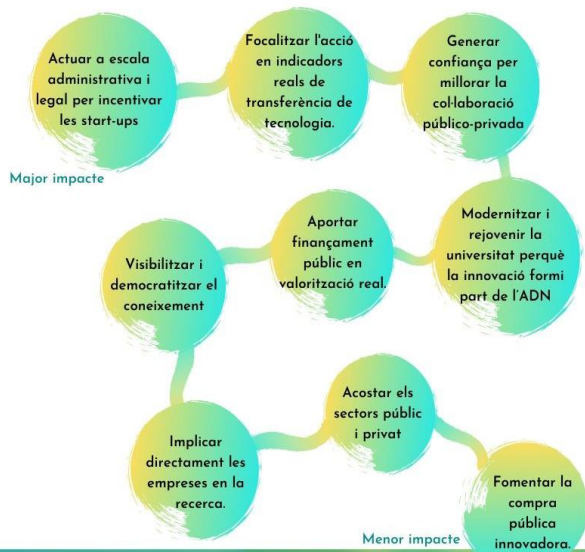 Actuar a escala
administrativa i
legal per incentivar
les start-ups
Major impacte
Focalitzar l'acció
en indicadors
reals de
transferència de
tecnologia.
Generar
confiança per
millorar la
col·laboració
público-privada
Modernitzar i
rejovenir la
universitat perquè
la innovació formi
part de l'ADN
Aportar
finançament
públic en
valorització real.
Visibilitzar i
democratitzar el
coneixement
Implicar
directament les
empreses en la
recerca.
Acostar els
sectors públic
i privat
Fomentar la
compra
pública
innovadora.
Menor impacte